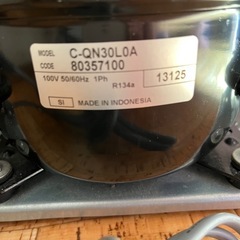 MODEL C-QN30L0A
CODE 80357100
100V 50/60Hz 1Ph R134a 13125
SI MADE IN INDONESIA